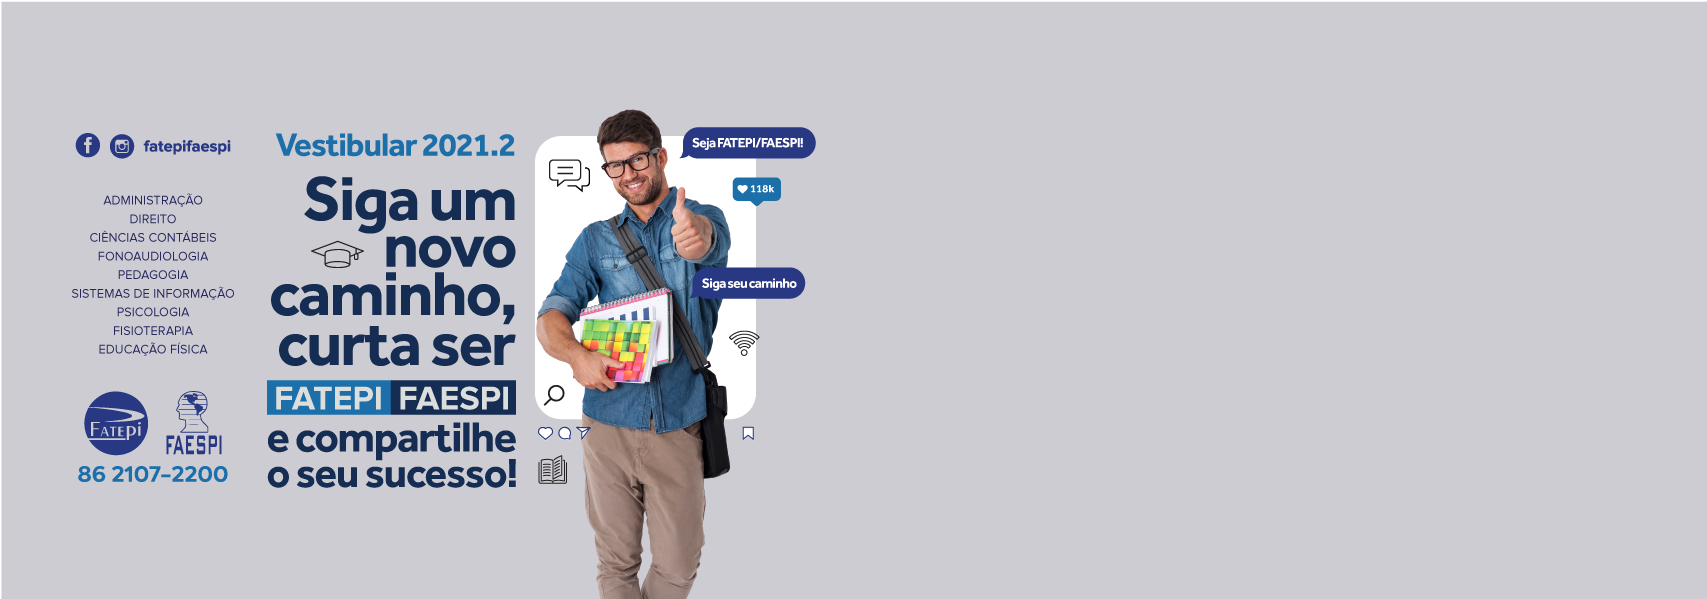 fatepifaespi
ADMINISTRAÇÃO
DIREITO
CIÊNCIAS CONTÁBEIS
FONOAUDIOLOGIA
PEDAGOGIA
SISTEMAS DE INFORMAÇÃO
PSICOLOGIA
FISIOTERAPIA
EDUCAÇÃO FÍSICA
FATEPi
FAESPI
86 2107-2200
Vestibular 2021.2
Siga um
novo
caminho,
curta ser
FATEPI FAESPI
e compartilhe
o seu sucesso!
Seja FATEPI/FAESPI!
118k
Siga seu caminho